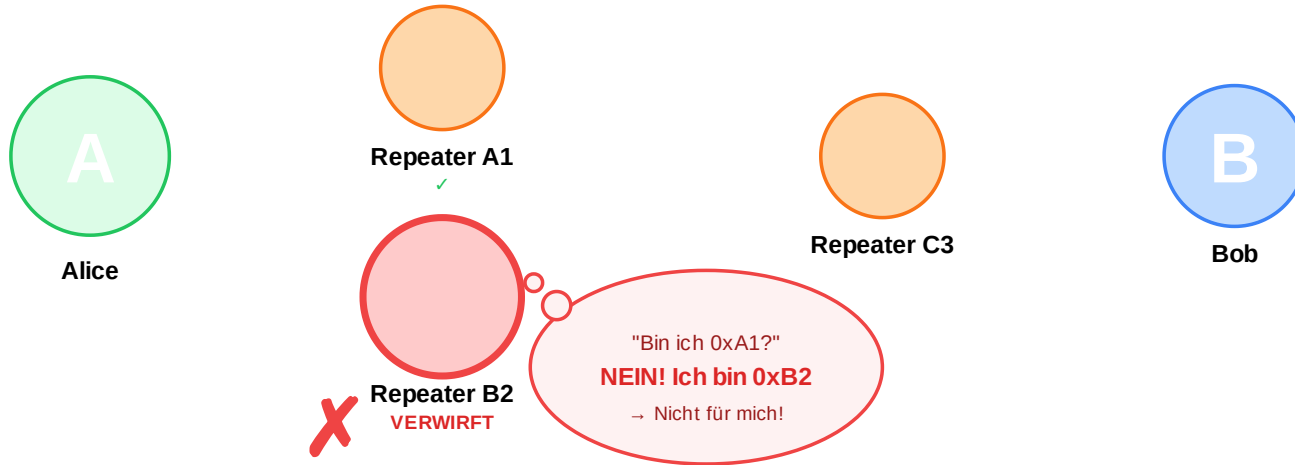 A
Alice
Repeater A1
✓
Repeater B2
VERWIRFT
✗
"Bin ich 0xA1?"
NEIN! Ich bin 0xB2
→ Nicht für mich!
Repeater C3
B
Bob